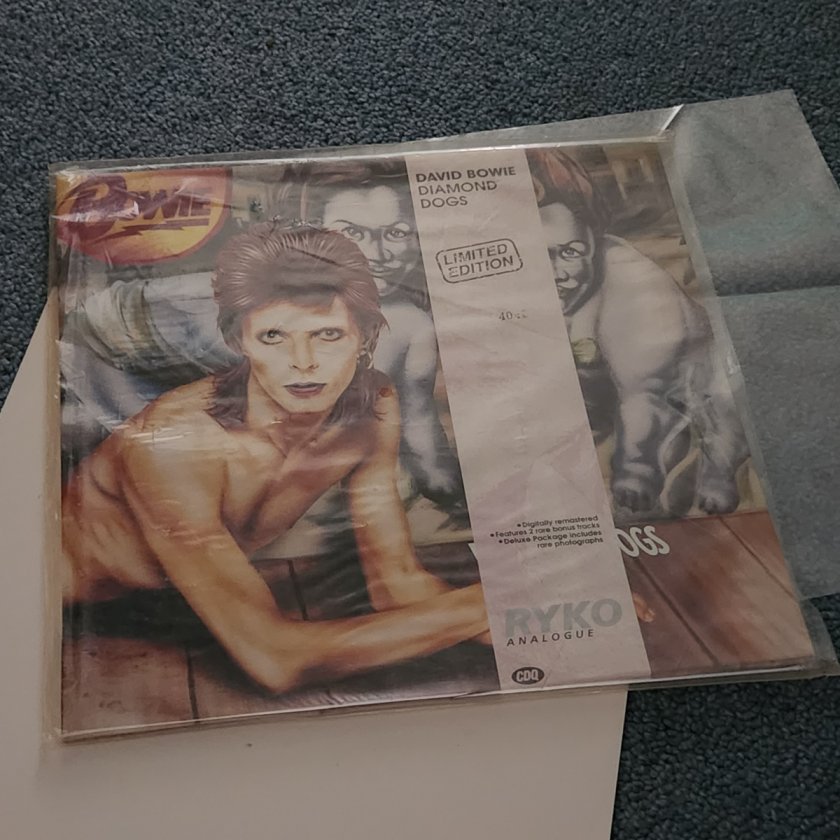 BOWIE
DAVID BOWIE
DIAMOND
DOGS
LIMITED
EDITION
• Digitally remastered
• Features 2 rare bonus tracks
• Deluxe Package includes
rare photographs
OGS
RYKO
ANALOGUE
CDQ